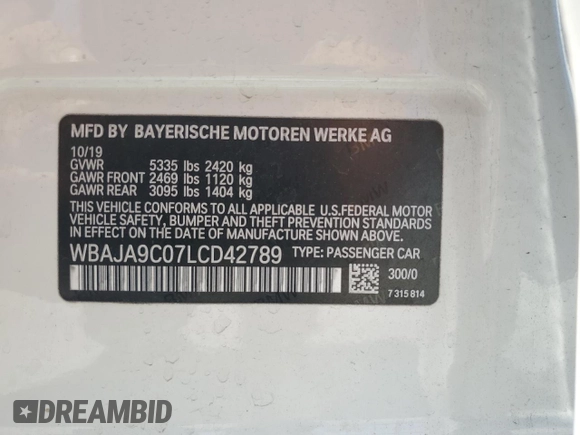 MFD BY BAYERISCHE MOTOREN WERKE AG
10/19
GVWR 5335 lbs 2420 kg
GAWR FRONT 2469 lbs 1120 kg
GAWR REAR 3095 lbs 1404 kg
THIS VEHICLE CONFORMS TO ALL APPLICABLE U.S.FEDERAL MOTOR
VEHICLE SAFETY, BUMPER AND THEFT PREVENTION STANDARDS
IN EFFECT ON THE DATE OF MANUFACTURE SHOWN ABOVE.
WBAJA9C07LCD42789 TYPE: PASSENGER CAR
300/0
7 315 814
DREAMBID